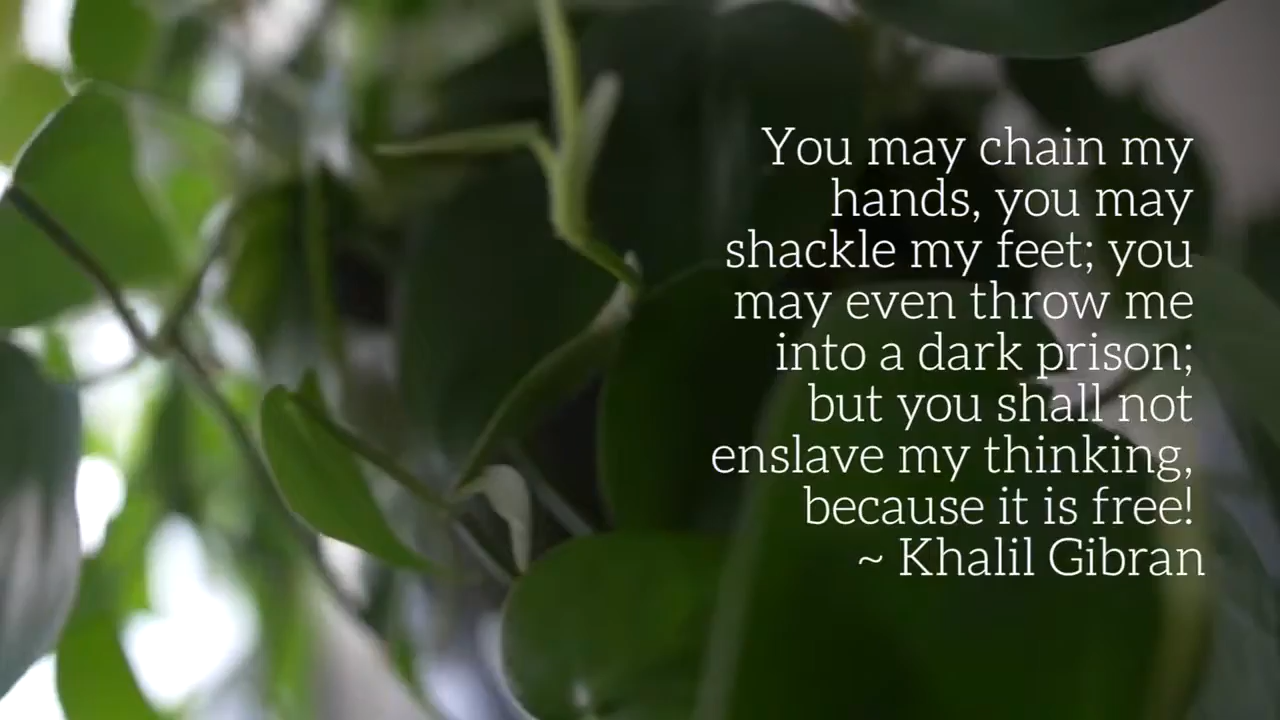 You may chain my
hands, you may
shackle my feet; you
may even throw me
into a dark prison;
but you shall not
enslave my thinking,
because it is free!
~ Khalil Gibran